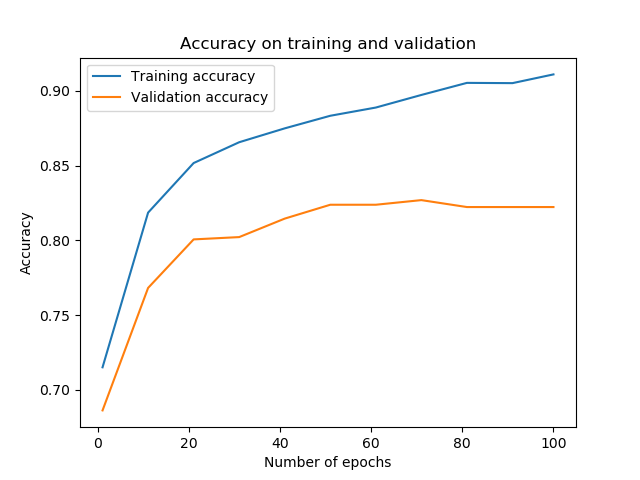 Accuracy on training and validation
Training accuracy
Validation accuracy
0.90
0.85
0.80
0.75
0.70
Accuracy
0 20 40 60 80 100
Number of epochs